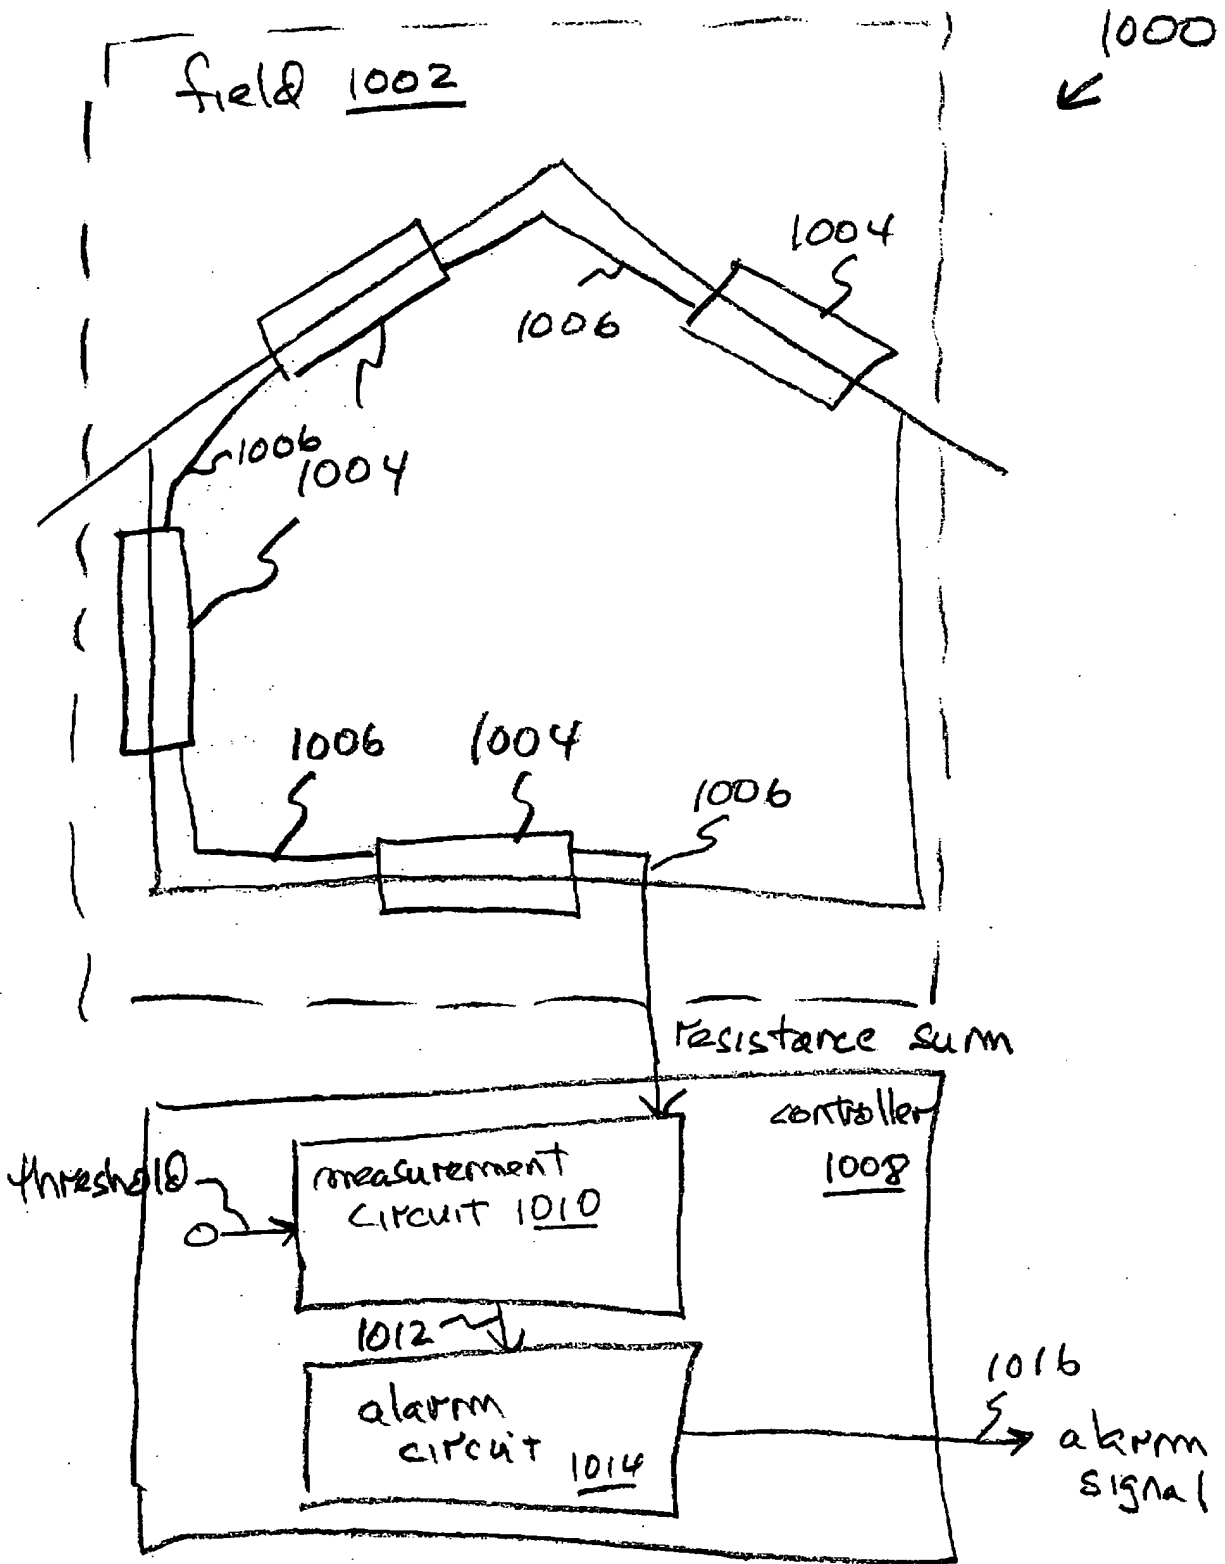 1000
field 1002
1004
1006
1006
1004
1006
1004
1006
resistance sum
controller
1008
threshold
measurement
circuit 1010
1012
alarm
circuit 1014
1016
alarm
signal